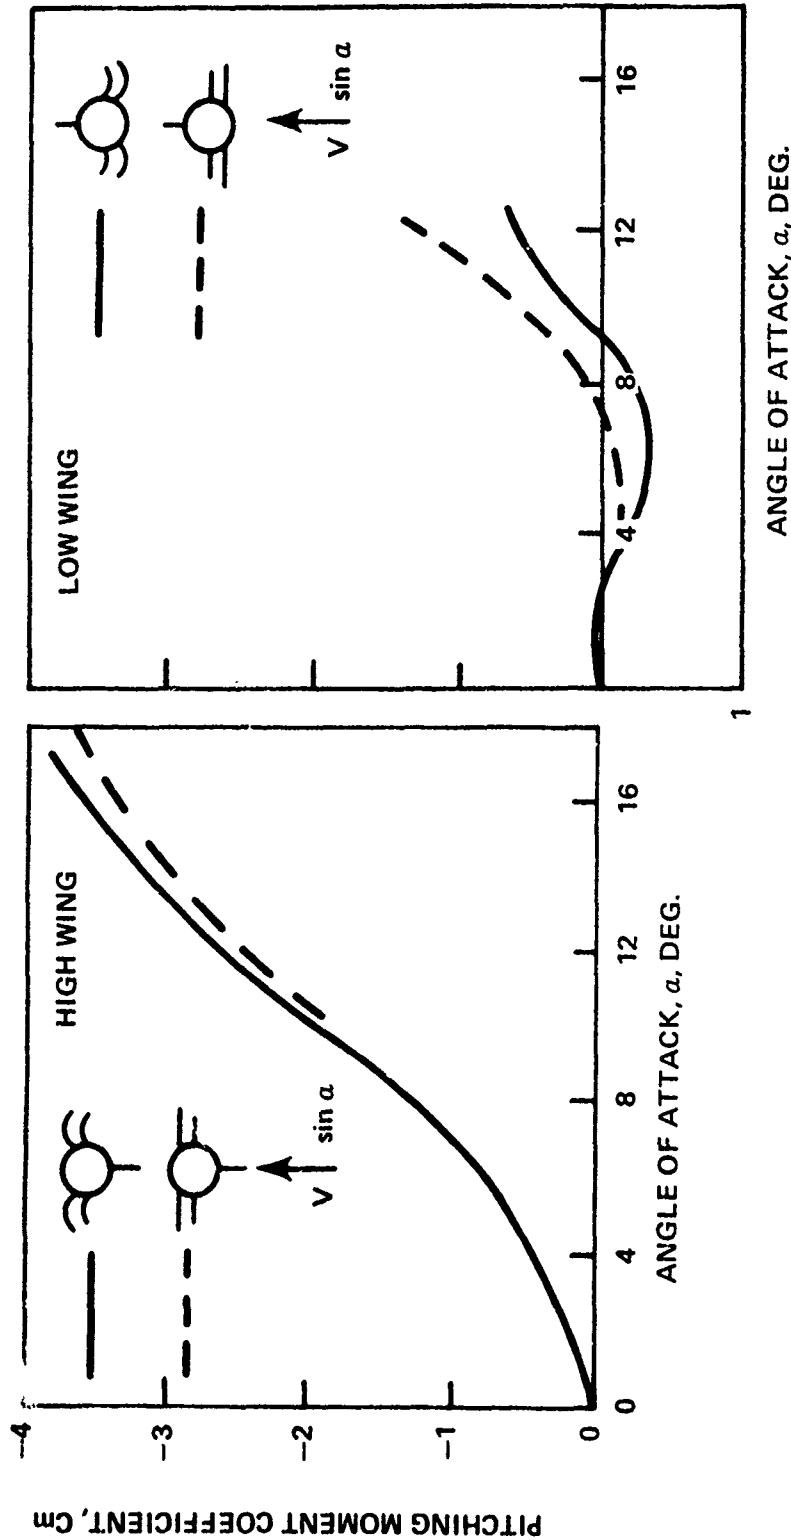 PITCHING MOMENT COEFFICIENT, Cm
-4
-3
-2
-1
0
HIGH WING
V sin α
0 4 8 12 16
ANGLE OF ATTACK, α, DEG.
LOW WING
V sin α
4 8 12 16
1
ANGLE OF ATTACK, α, DEG.